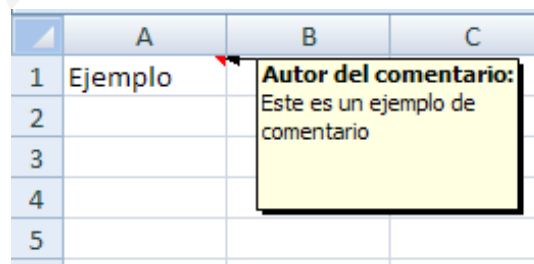 A B C
1 Ejemplo Autor del comentario:
Este es un ejemplo de
2 comentario
3
4
5